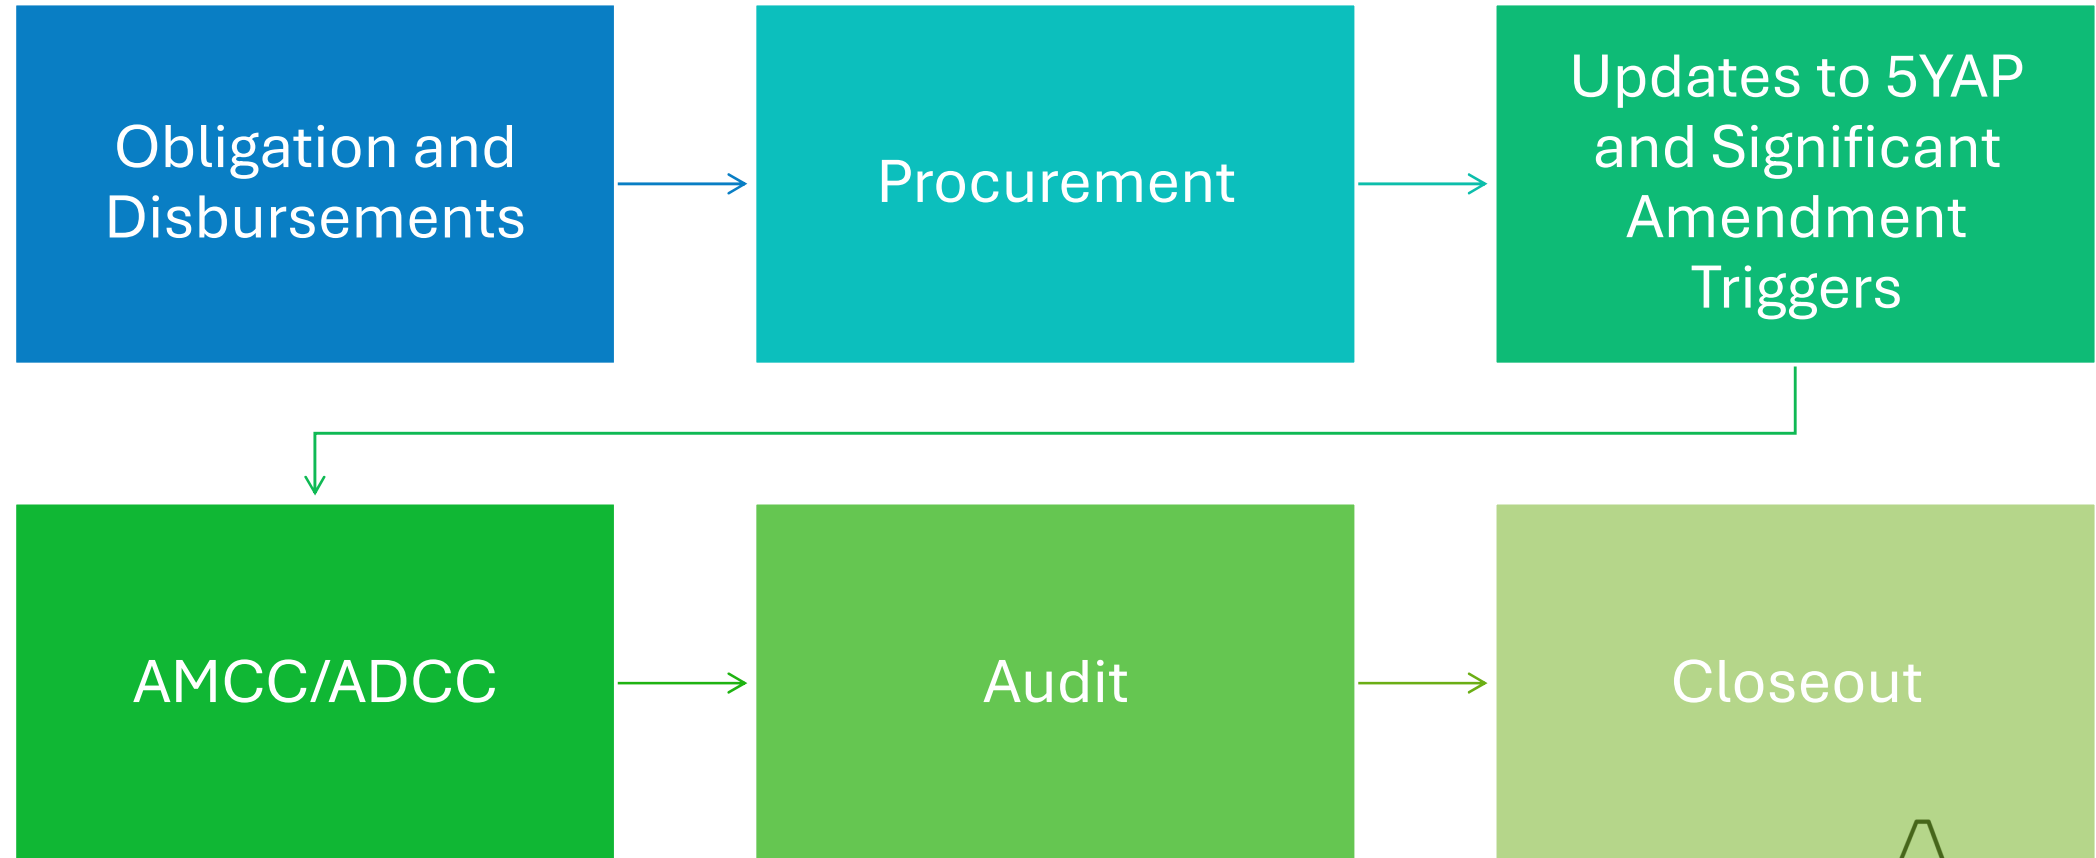 Obligation and
Disbursements
Procurement
Updates to 5YAP
and Significant
Amendment
Triggers
AMCC/ADCC
Audit
Closeout